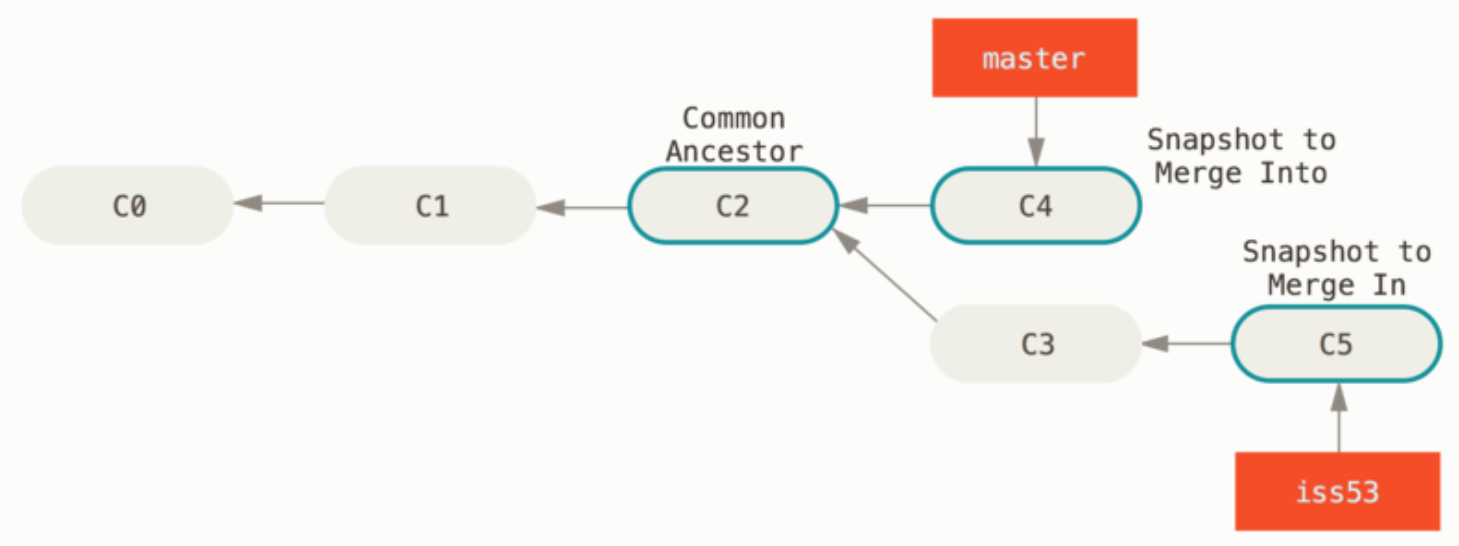 master
Common
Ancestor
Snapshot to
Merge Into
C0
C1
C2
C4
Snapshot to
Merge In
C3
C5
iss53